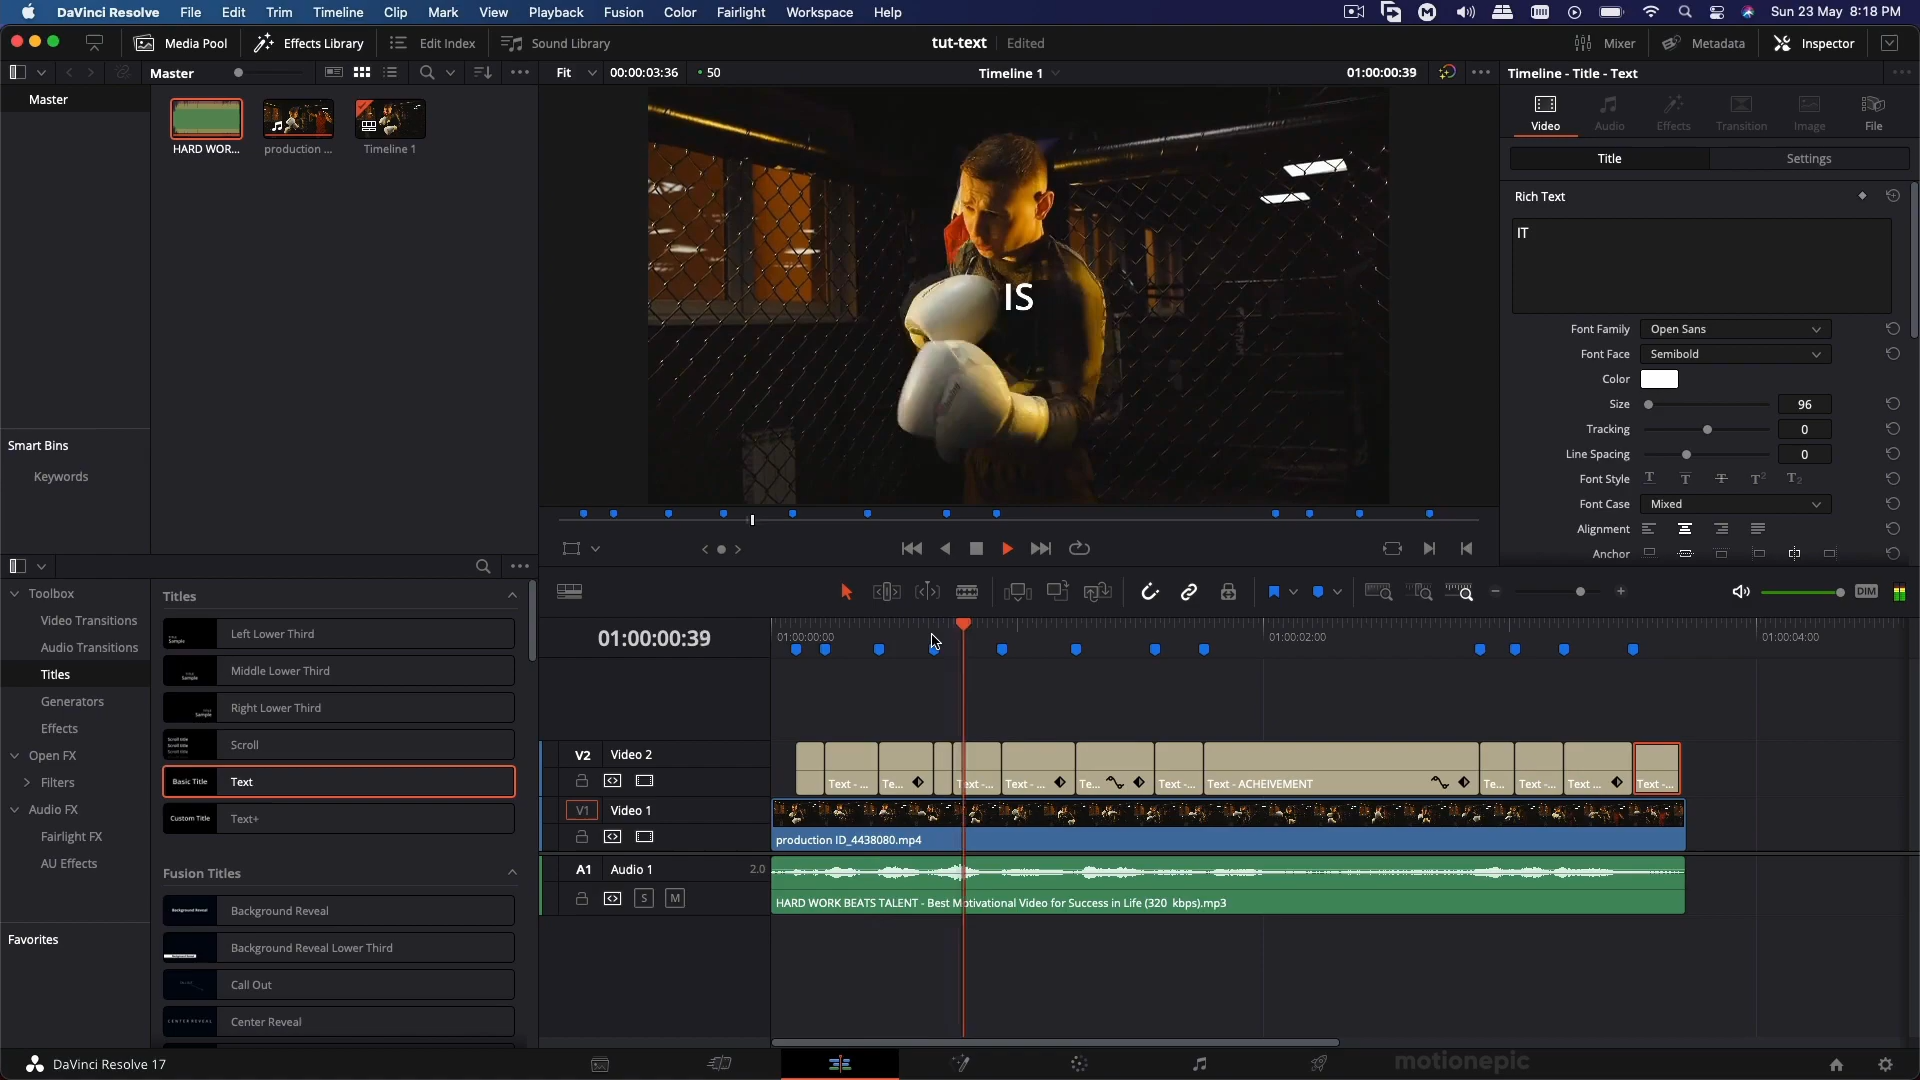 DaVinci Resolve File Edit Trim Timeline Clip Mark View Playback Fusion Color Fairlight Workspace Help Sun 23 May 8:18 PM
Media Pool Effects Library Edit Index Sound Library tut-text Edited Mixer Metadata Inspector
Master Fit 00:00:03:36 50 Timeline 1 01:00:00:39 Timeline - Title - Text
Master
HARD WOR... production ... Timeline 1
Video Audio Effects Transition Image File
Title Settings
Rich Text
IT
IS
Font Family Open Sans
Font Face Semibold
Color
Size 96
Tracking 0
Line Spacing 0
Font Style T T T T² T₂
Font Case Mixed
Alignment
Anchor
Smart Bins
Keywords
Toolbox
Video Transitions
Audio Transitions
Titles
Generators
Effects
Open FX
Filters
Audio FX
Fairlight FX
AU Effects
Favorites
Titles
Left Lower Third
Middle Lower Third
Right Lower Third
Scroll
Basic Title Text
Custom Title Text+
Fusion Titles
Background Reveal Background Reveal
Background Reveal Lower Third
Call Out
CENTER REVEAL Center Reveal
DIM
01:00:00:39 01:00:00:00 01:00:02:00 01:00:04:00
V2 Video 2
Text - ... Te... Text -... Text - ... Te... Text -... Text - ACHEIVEMENT Te... Text -... Text ... Text -...
V1 Video 1
production ID_4438080.mp4
A1 Audio 1 2.0
S M
HARD WORK BEATS TALENT - Best Motivational Video for Success in Life (320 kbps).mp3
DaVinci Resolve 17
motionepic